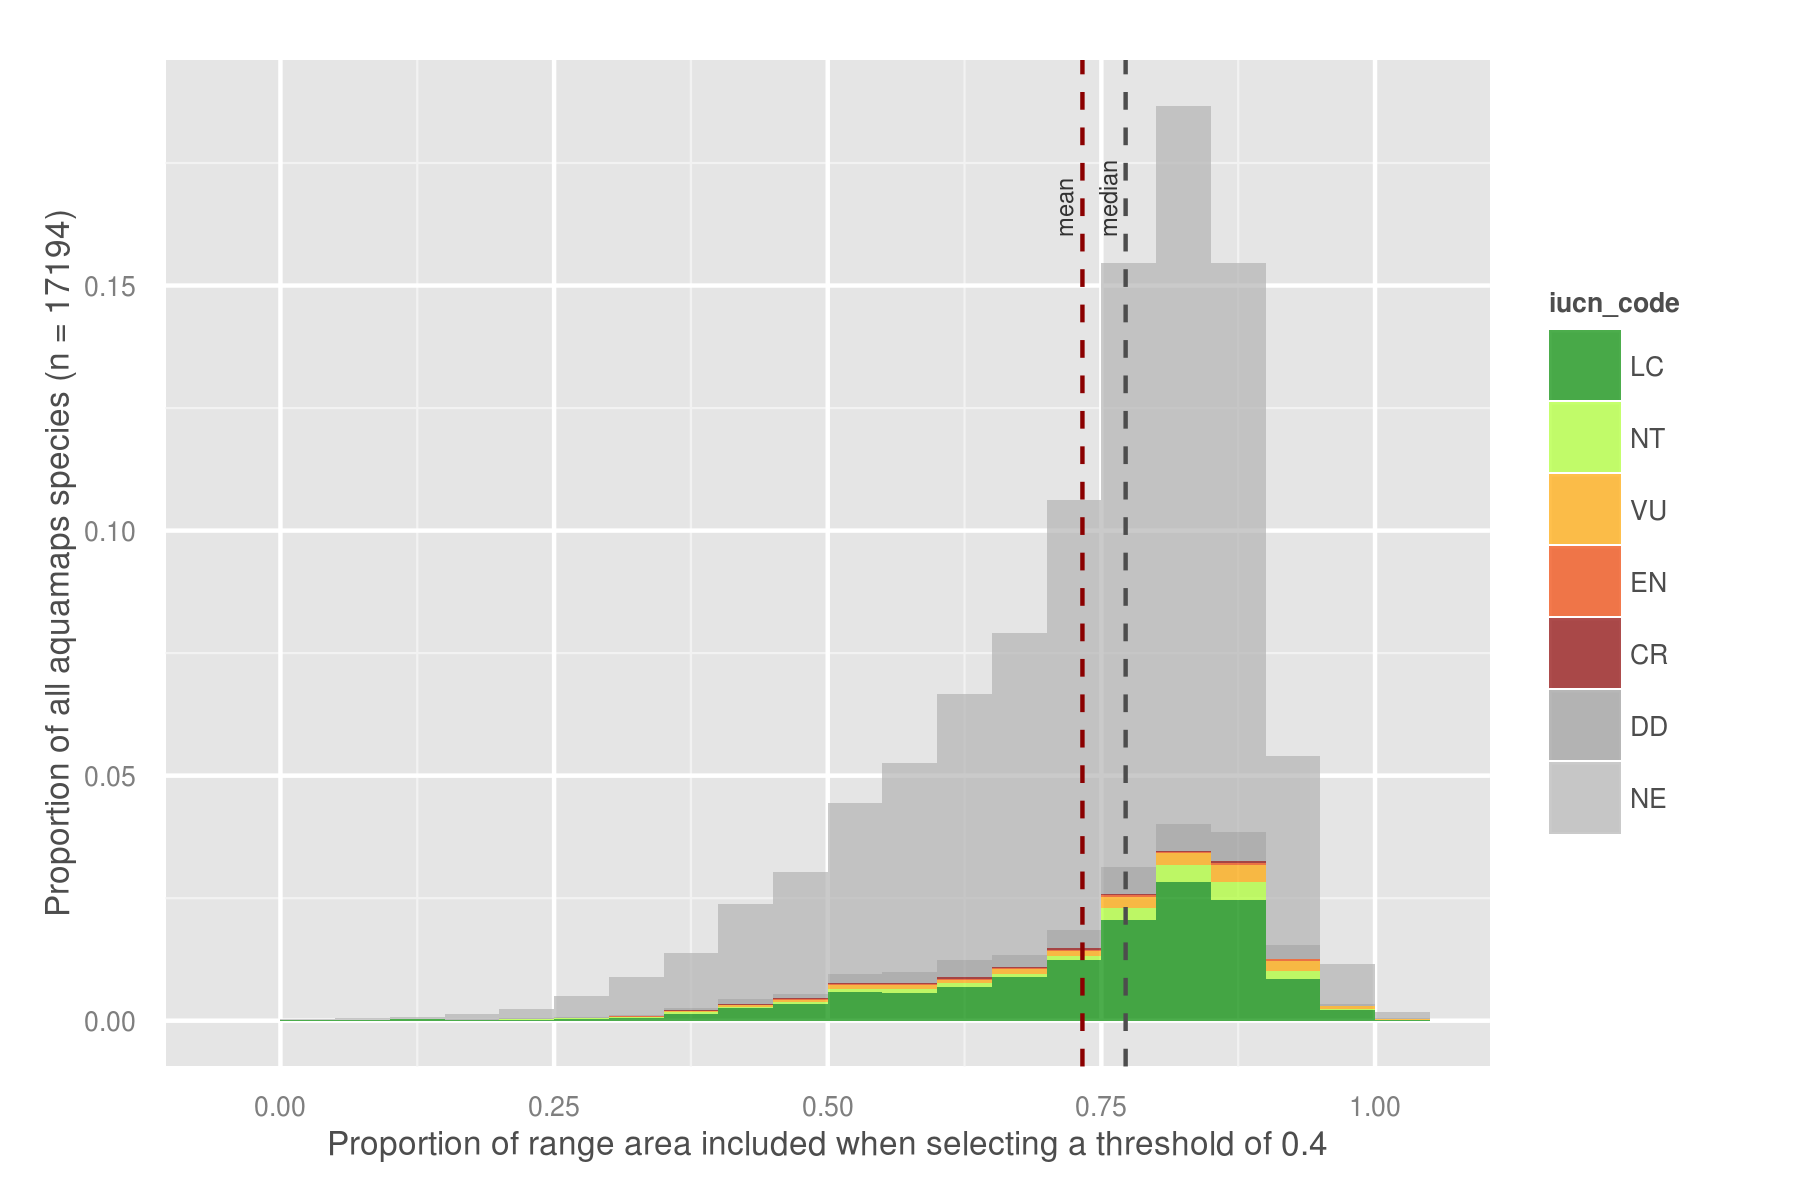 Proportion of all aquamaps species (n = 17194)
0.15
0.10
0.05
0.00
mean
median
0.00
0.25
0.50
0.75
1.00
Proportion of range area included when selecting a threshold of 0.4
iucn_code
LC
NT
VU
EN
CR
DD
NE